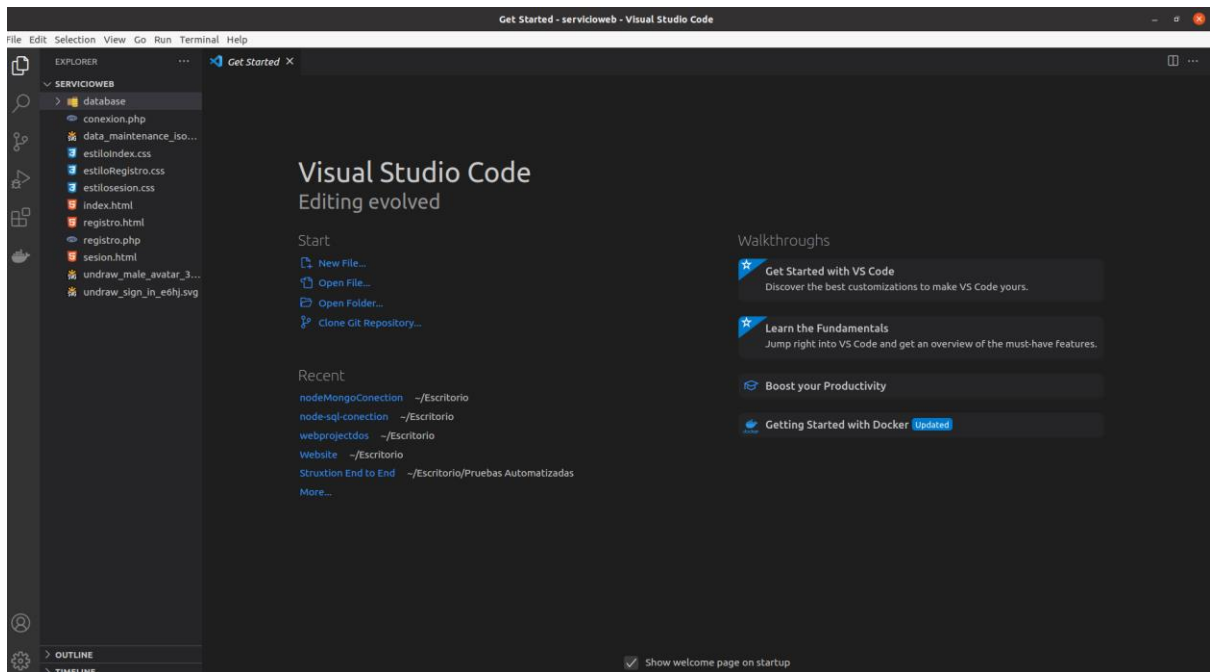 Get Started - servicioweb - Visual Studio Code
File Edit Selection View Go Run Terminal Help
EXPLORER
Get Started
SERVICIOWEB
database
conexion.php
data_maintenance_iso...
estiloIndex.css
estiloRegistro.css
estilosesion.css
index.html
registro.html
registro.php
sesion.html
undraw_male_avatar_3...
undraw_sign_in_e6hj.svg
OUTLINE
TIMELINE
Visual Studio Code
Editing evolved
Start
New File...
Open File...
Open Folder...
Clone Git Repository...
Recent
nodeMongoConection ~/Escritorio
node-sql-conection ~/Escritorio
webprojectdos ~/Escritorio
Website ~/Escritorio
Struxtion End to End ~/Escritorio/Pruebas Automatizadas
More...
Walkthroughs
Get Started with VS Code
Discover the best customizations to make VS Code yours.
Learn the Fundamentals
Jump right into VS Code and get an overview of the must-have features.
Boost your Productivity
Getting Started with Docker Updated
Show welcome page on startup